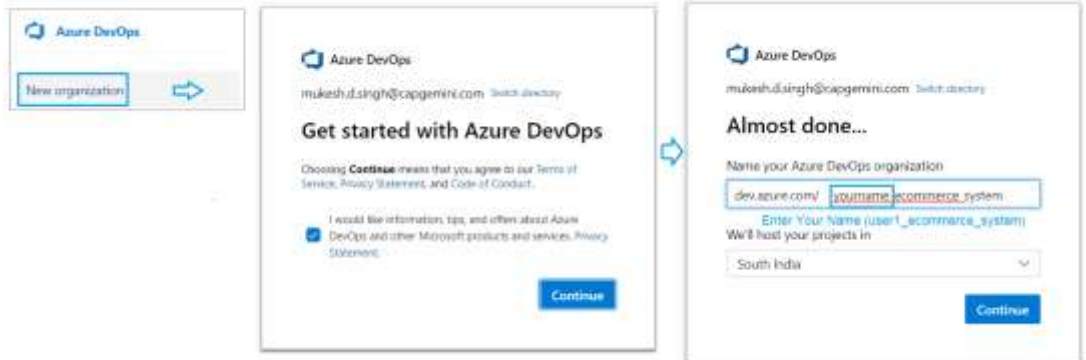 Azure DevOps
New organization
Azure DevOps
mukesh.d.singh@capgemini.com Switch directory
Get started with Azure DevOps
Choosing Continue means that you agree to our Terms of
Service, Privacy Statement, and Code of Conduct.
I would like information, tips, and offers about Azure
DevOps and other Microsoft products and services. Privacy
Statement.
Continue
Azure DevOps
mukesh.d.singh@capgemini.com Switch directory
Almost done...
Name your Azure DevOps organization
dev.azure.com/ yourname_ecommerce_system
Enter Your Name (user1_ecommerce_system)
We'll host your projects in
South India
Continue